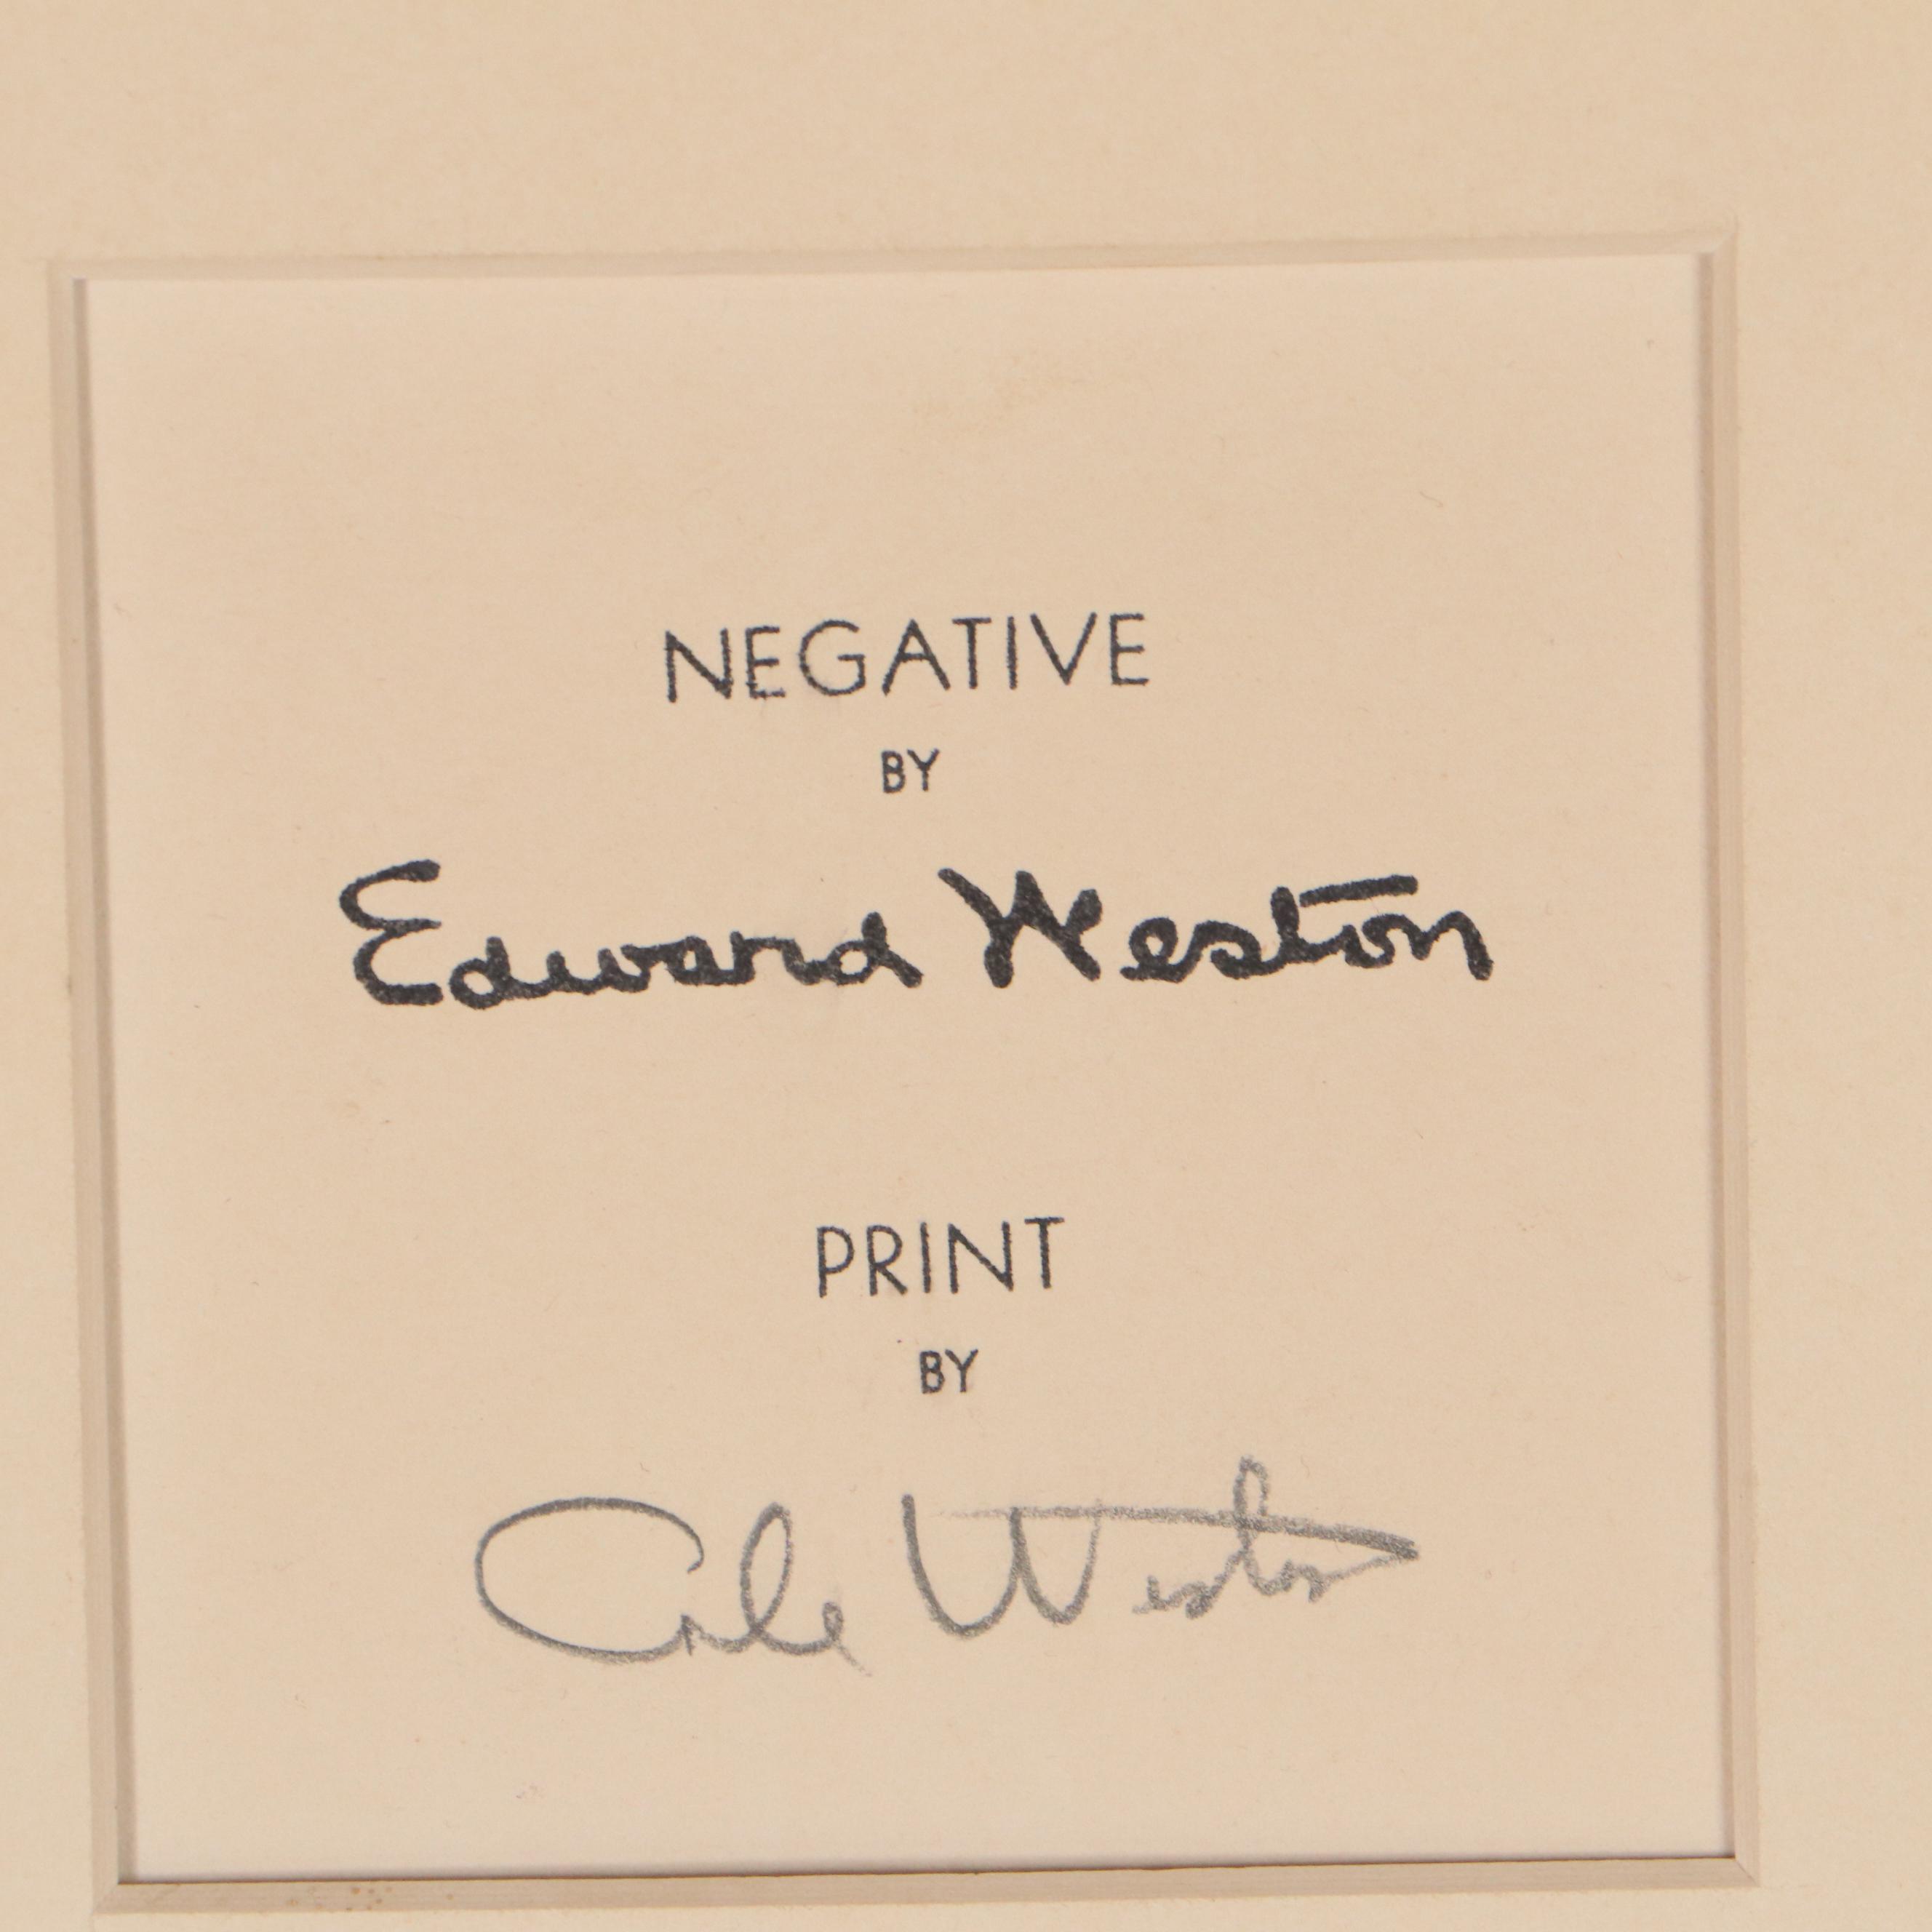 NEGATIVE
BY
Edward Weston
PRINT
BY
Cole Weston